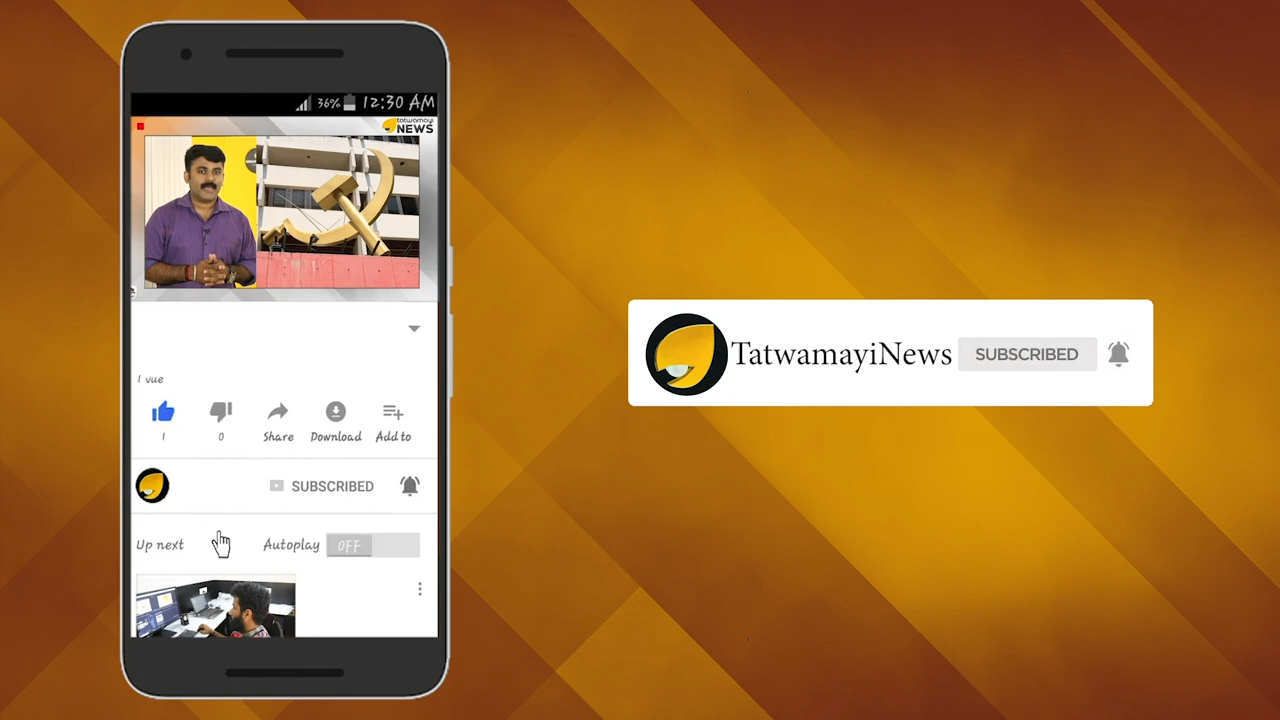 36% 12:30 AM
tatwamayi
NEWS
1 vue
1
0
Share
Download
Add to
SUBSCRIBED
Up next
Autoplay
OFF
TatwamayiNews
SUBSCRIBED